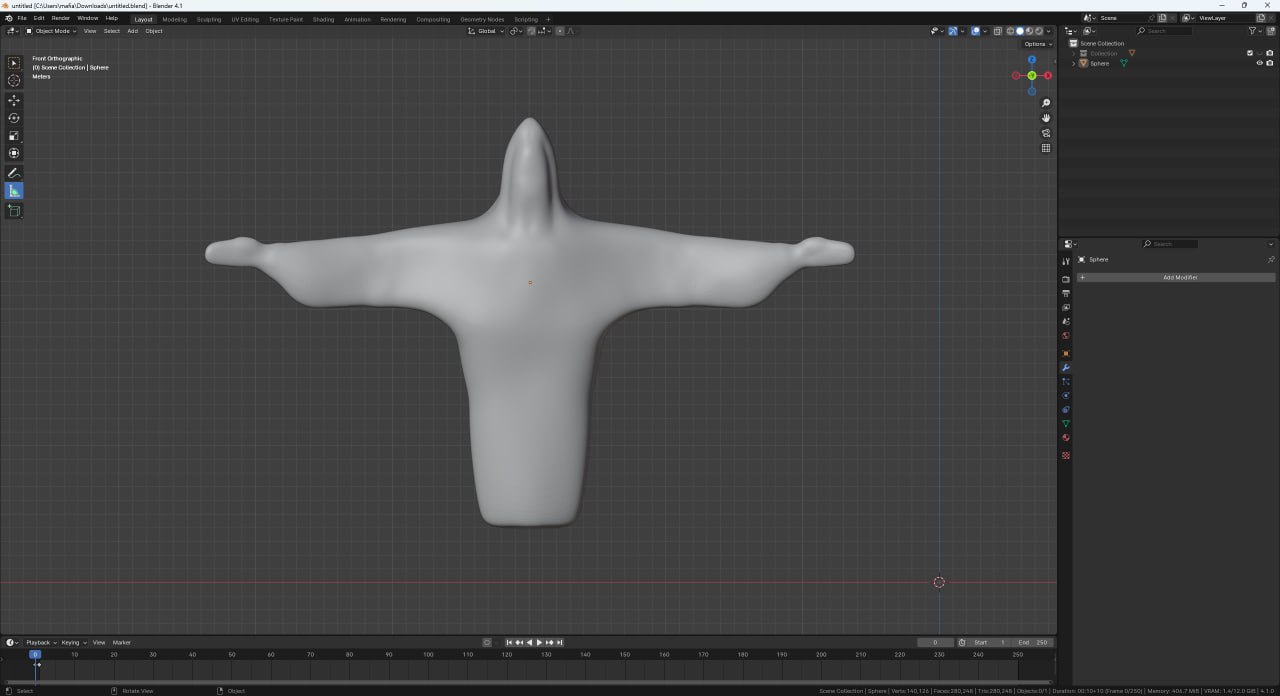 untitled [C:\Users\mafia\Downloads\untitled.blend] - Blender 4.1
File Edit Render Window Help Layout Modeling Sculpting UV Editing Texture Paint Shading Animation Rendering Compositing Geometry Nodes Scripting + Scene ViewLayer
Object Mode View Select Add Object Global Search
Options
Scene Collection
Collection
Sphere
Front Orthographic
(0) Scene Collection | Sphere
Meters
Z
Y
X
Search
Sphere
+ Add Modifier
Playback Keying View Marker 0 Start 1 End 250
0 10 20 30 40 50 60 70 80 90 100 110 120 130 140 150 160 170 180 190 200 210 220 230 240 250
Select Rotate View Object Scene Collection | Sphere | Verts:140,126 | Faces:280,248 | Tris:280,248 | Objects:0/1 | Duration: 00:10+10 (Frame 0/250) | Memory: 406.7 MiB | VRAM: 1.4/12.0 GiB | 4.1.0